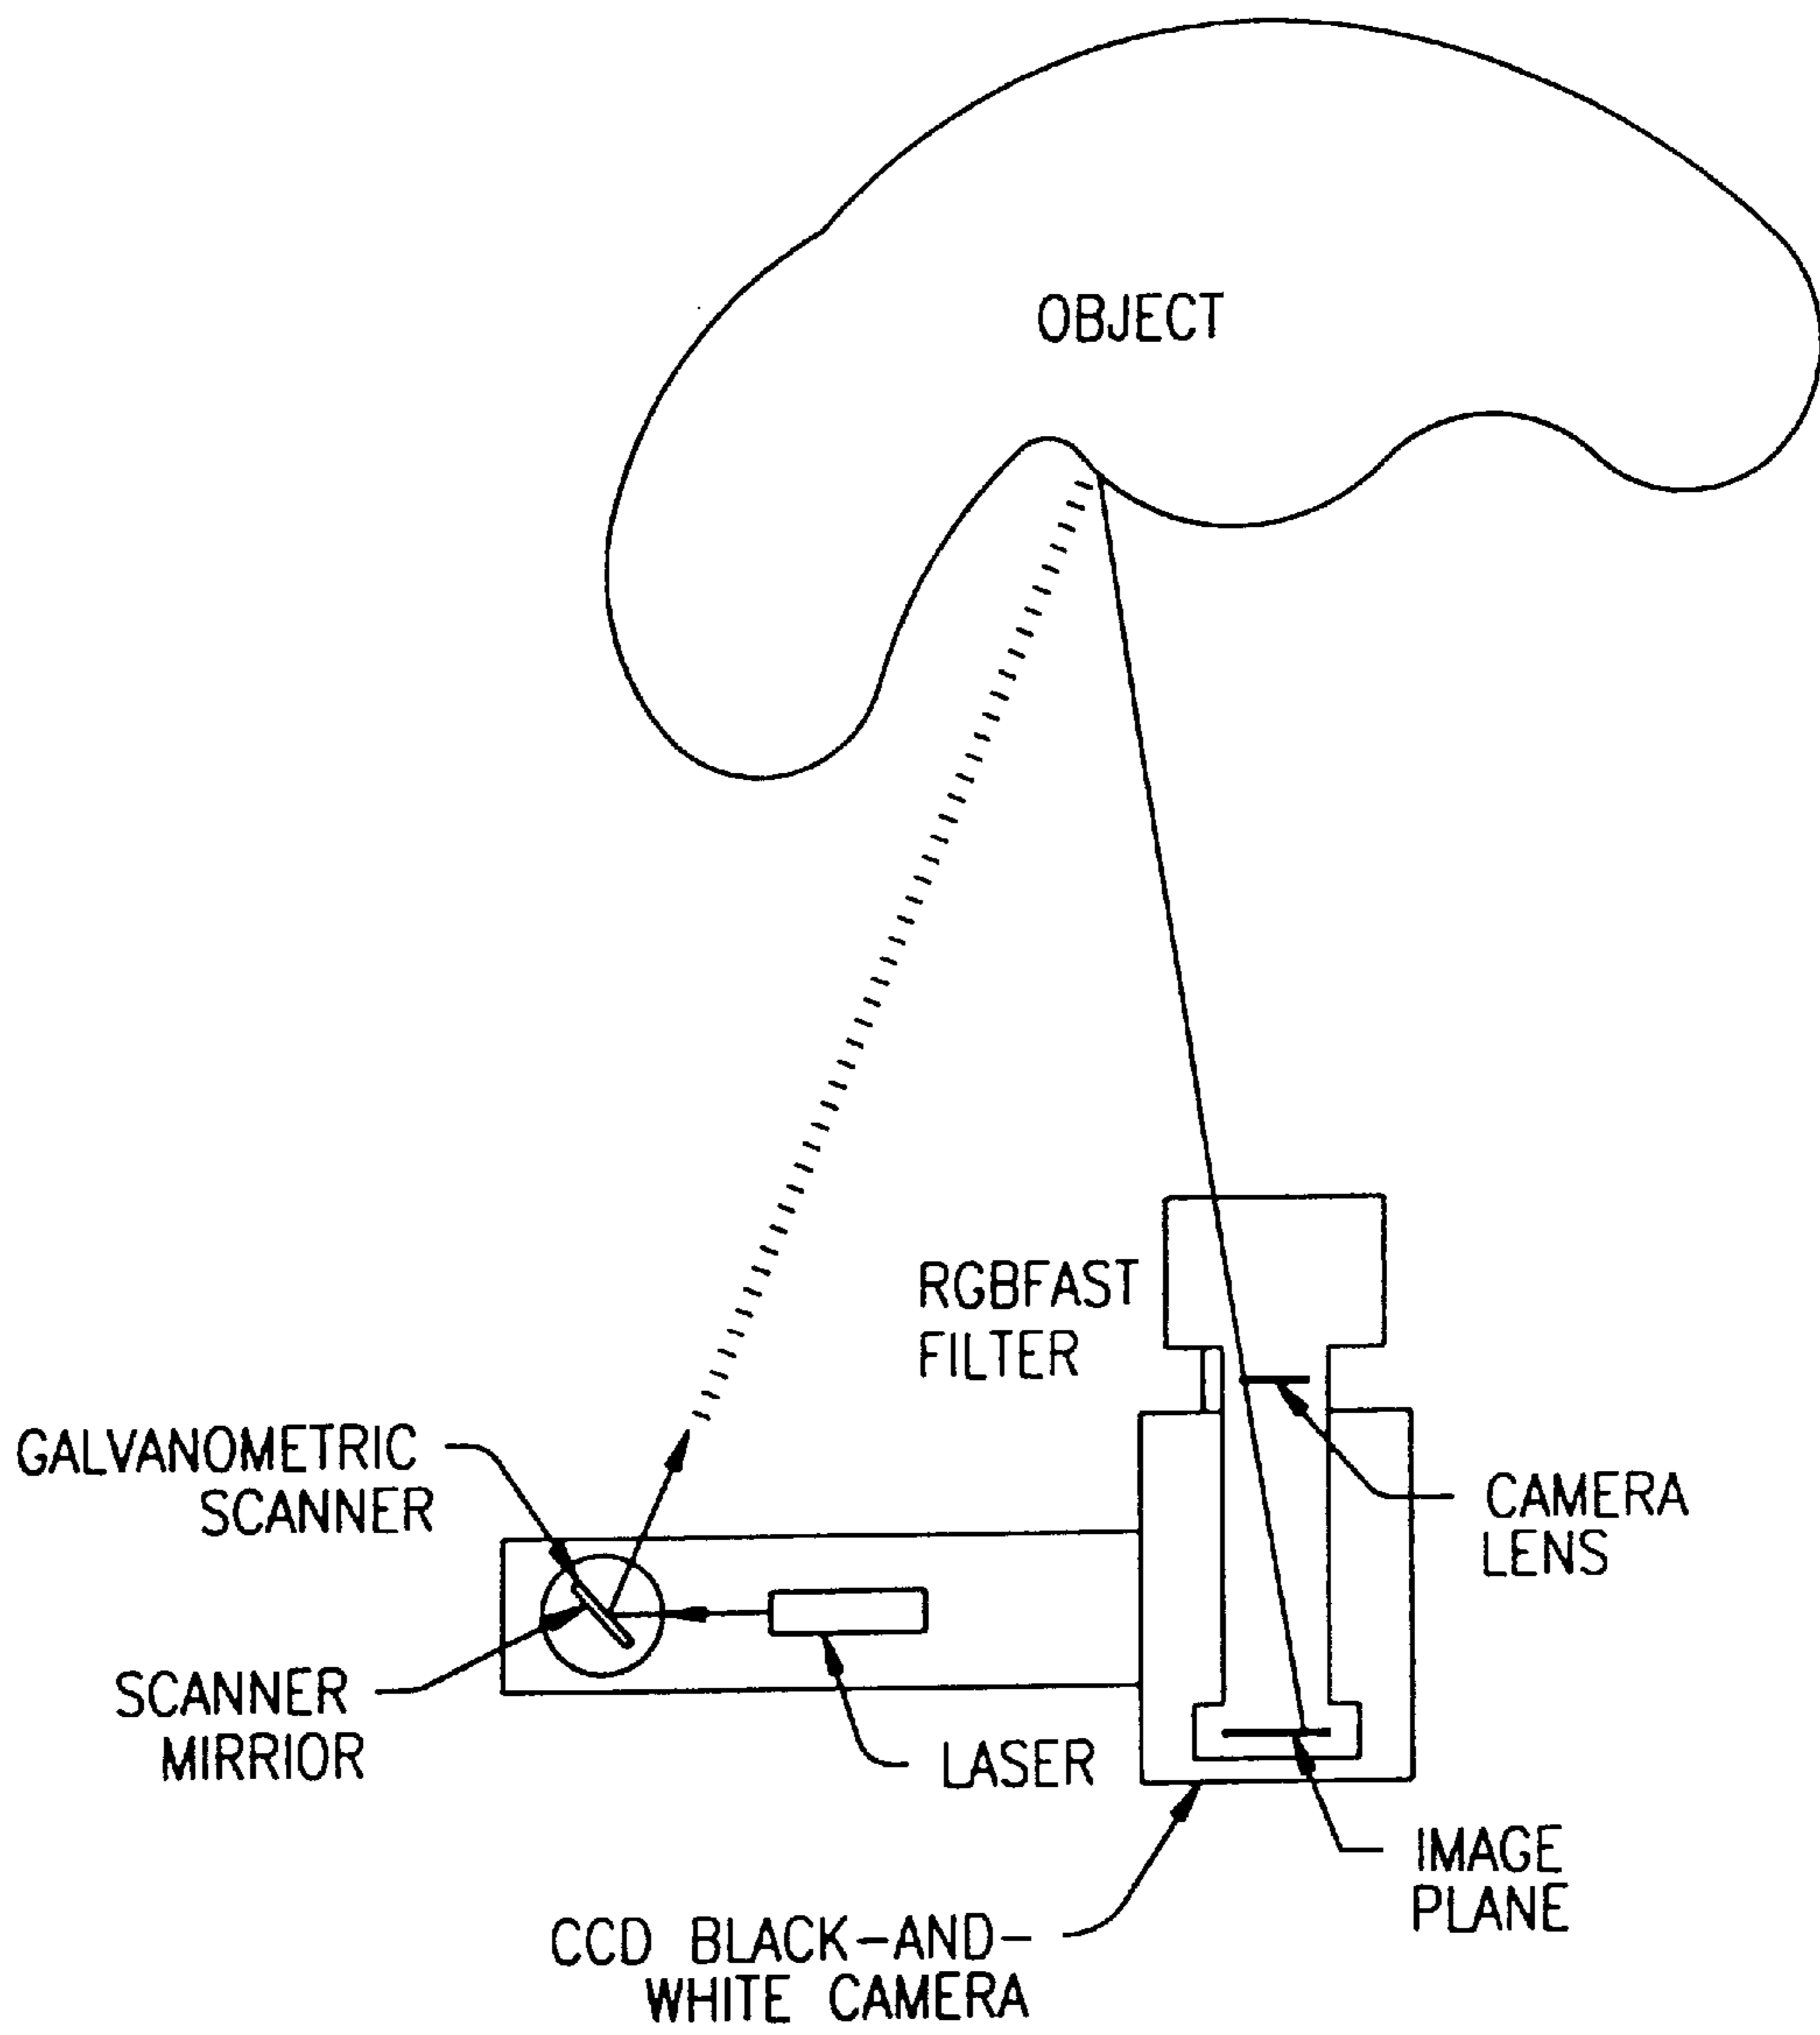 OBJECT
RGBFAST
FILTER
GALVANOMETRIC
SCANNER
CAMERA
LENS
SCANNER
MIRRIOR
LASER
IMAGE
PLANE
CCD BLACK-AND-
WHITE CAMERA